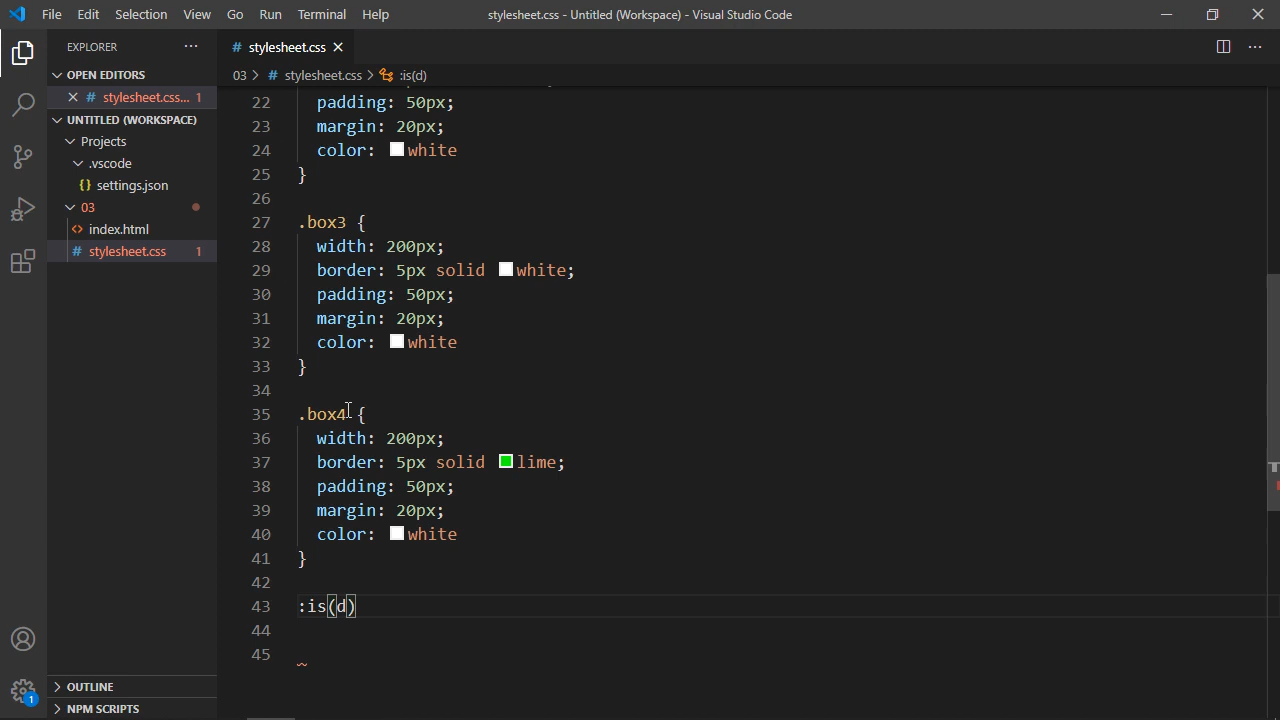 File Edit Selection View Go Run Terminal Help stylesheet.css - Untitled (Workspace) - Visual Studio Code
EXPLORER
OPEN EDITORS
stylesheet.css... 1
UNTITLED (WORKSPACE)
Projects
.vscode
{} settings.json
03
<> index.html
# stylesheet.css 1
OUTLINE
NPM SCRIPTS
1
# stylesheet.css
03 > # stylesheet.css > :is(d)
22 padding: 50px;
23 margin: 20px;
24 color: white
25 }
26
27 .box3 {
28 width: 200px;
29 border: 5px solid white;
30 padding: 50px;
31 margin: 20px;
32 color: white
33 }
34
35 .box4 {
36 width: 200px;
37 border: 5px solid lime;
38 padding: 50px;
39 margin: 20px;
40 color: white
41 }
42
43 :is(d)
44
45